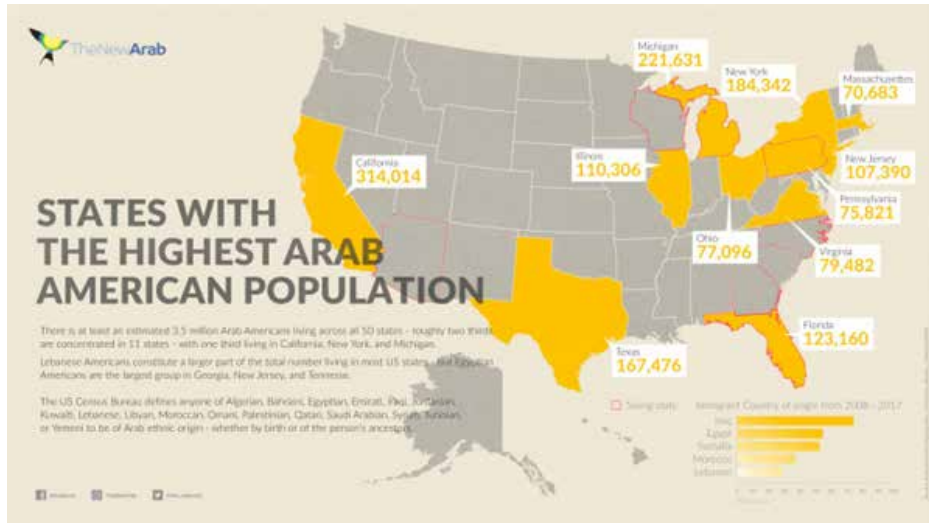 TheNewArab
Michigan
221,631
New York
184,342
Massachusettes
70,683
California
314,014
Illinois
110,306
New Jersey
107,390
Pennsylvania
75,821
Ohio
77,096
Virginia
79,482
STATES WITH
THE HIGHEST ARAB
AMERICAN POPULATION
There is at least an estimated 3.5 million Arab Americans living across all 50 states - roughly two thirds
are concentrated in 11 states - with one third living in California, New York, and Michigan.
Lebanese Americans constitute a larger part of the total number living in most US states - but Egyptian
Americans are the largest group in Georgia, New Jersey, and
The US Census Bureau defines anyone of Algerian, Bahraini, Egyptian, Emirati, Iraqi, Jordanian,
Kuwaiti, Lebanese, Libyan, Moroccan, Omani, Palestinian, Qatari, Saudi Arabian, Syrian, Tunisian,
or Yemeni to be of Arab ethnic origin - whether by birth or of the person's ancestors.
Florida
123,160
Texas
167,476
Swing state
Immigrant Country of origin from 2008 - 2017
Iraq
Egypt
Somalia
Morocco
Lebanon